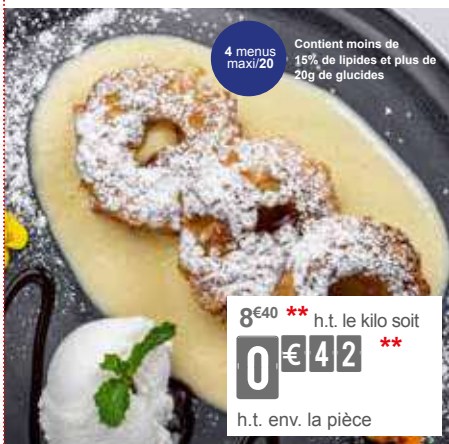 4 menus
maxi/20
Contient moins de
15% de lipides et plus de
20g de glucides
8€40 ** h.t. le kilo soit
0€42 **
h.t. env. la pièce